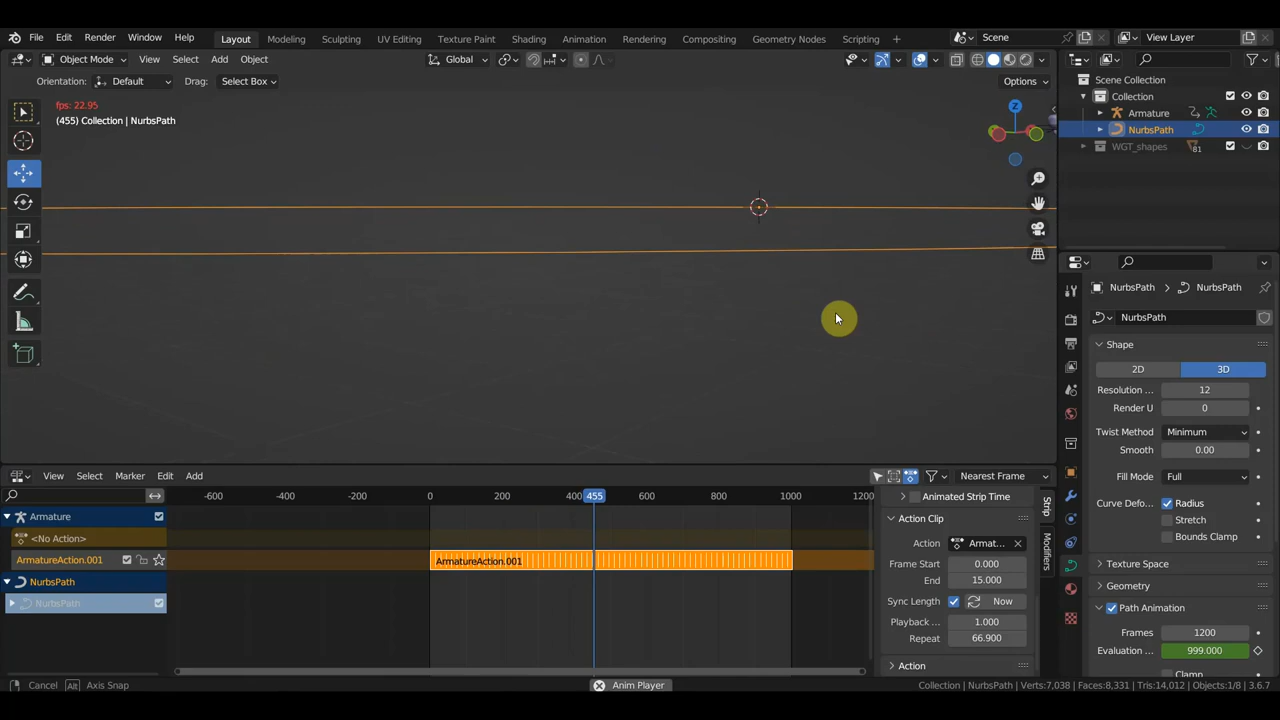 File Edit Render Window Help Layout Modeling Sculpting UV Editing Texture Paint Shading Animation Rendering Compositing Geometry Nodes Scripting + Scene View Layer
Object Mode View Select Add Object Global
Orientation: Default Drag: Select Box Options
fps: 22.95
(455) Collection | NurbsPath
Z
Scene Collection
Collection
Armature
NurbsPath
WGT_shapes 81
NurbsPath > NurbsPath
NurbsPath
Shape
2D 3D
Resolution ... 12
Render U 0
Twist Method Minimum
Smooth 0.00
Fill Mode Full
Curve Defo... Radius
Stretch
Bounds Clamp
Texture Space
Geometry
Path Animation
Frames 1200
Evaluation ... 999.000
Clamp
View Select Marker Edit Add Nearest Frame
-600 -400 -200 0 200 400 455 600 800 1000 1200
Armature
<No Action>
ArmatureAction.001 ArmatureAction.001
NurbsPath
NurbsPath
Animated Strip Time
Action Clip
Action Armat...
Frame Start 0.000
End 15.000
Sync Length Now
Playback ... 1.000
Repeat 66.900
Action
Strip
Modifiers
Cancel Alt Axis Snap Anim Player Collection | NurbsPath | Verts:7,038 | Faces:8,331 | Tris:14,012 | Objects:1/8 | 3.6.7